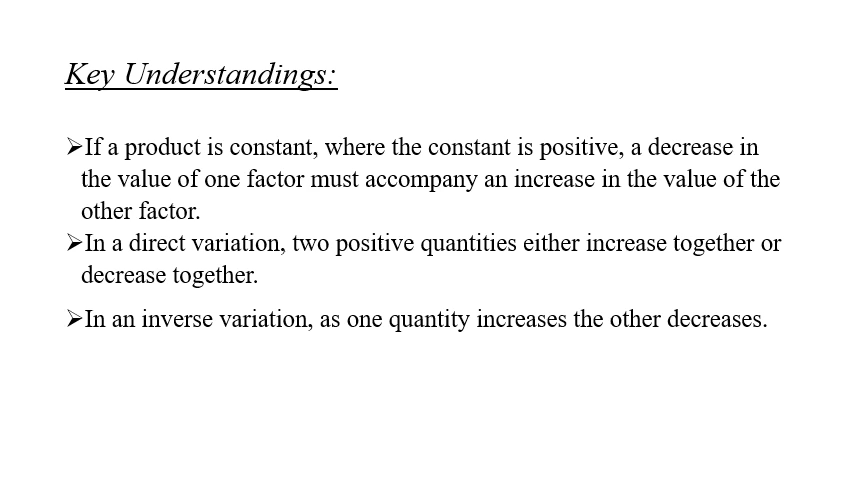 Key Understandings:
➢If a product is constant, where the constant is positive, a decrease in
the value of one factor must accompany an increase in the value of the
other factor.
➢In a direct variation, two positive quantities either increase together or
decrease together.
➢In an inverse variation, as one quantity increases the other decreases.